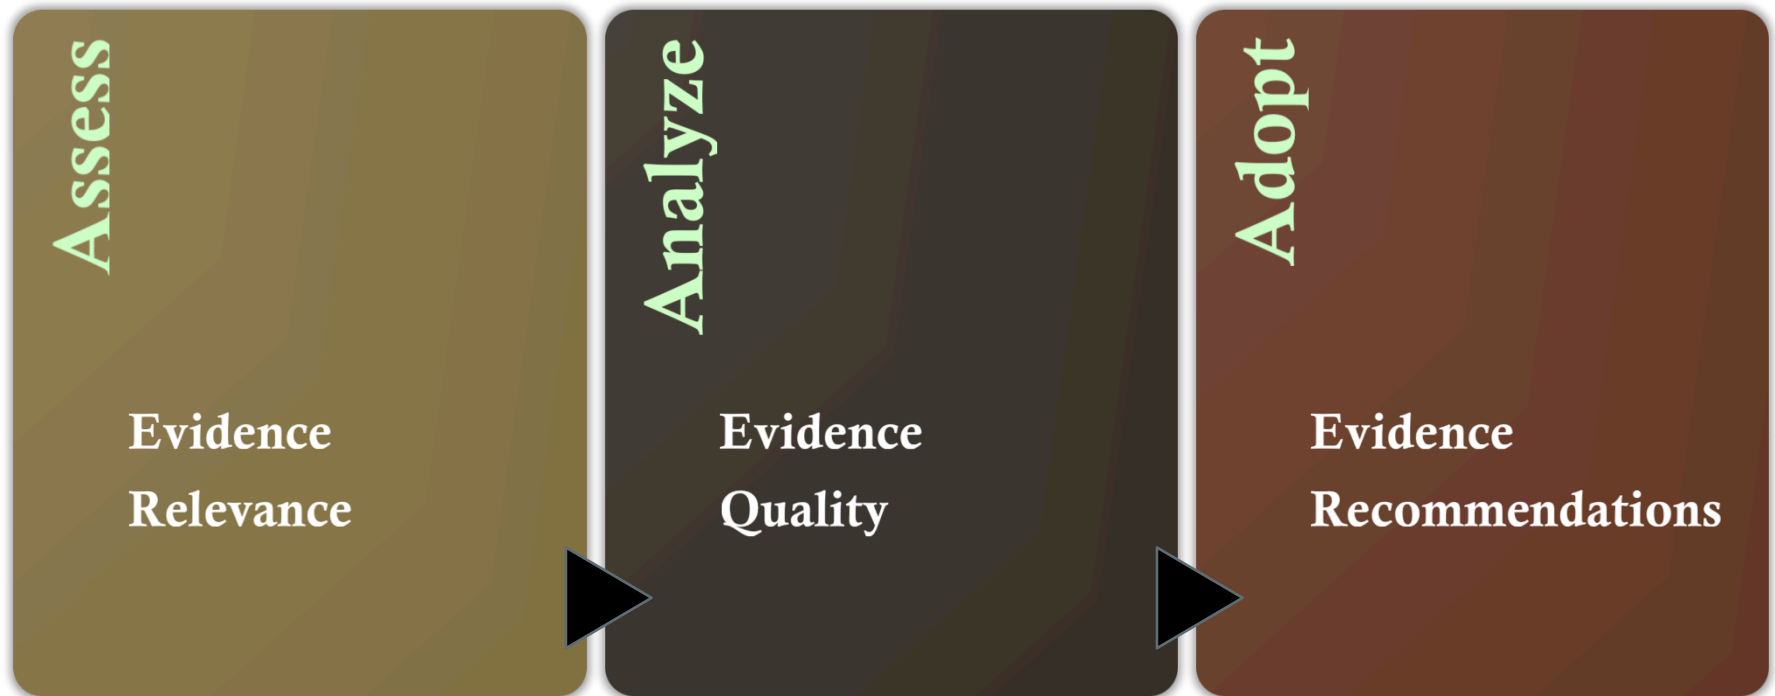 Assess
Evidence
Relevance
Analyze
Evidence
Quality
Adopt
Evidence
Recommendations